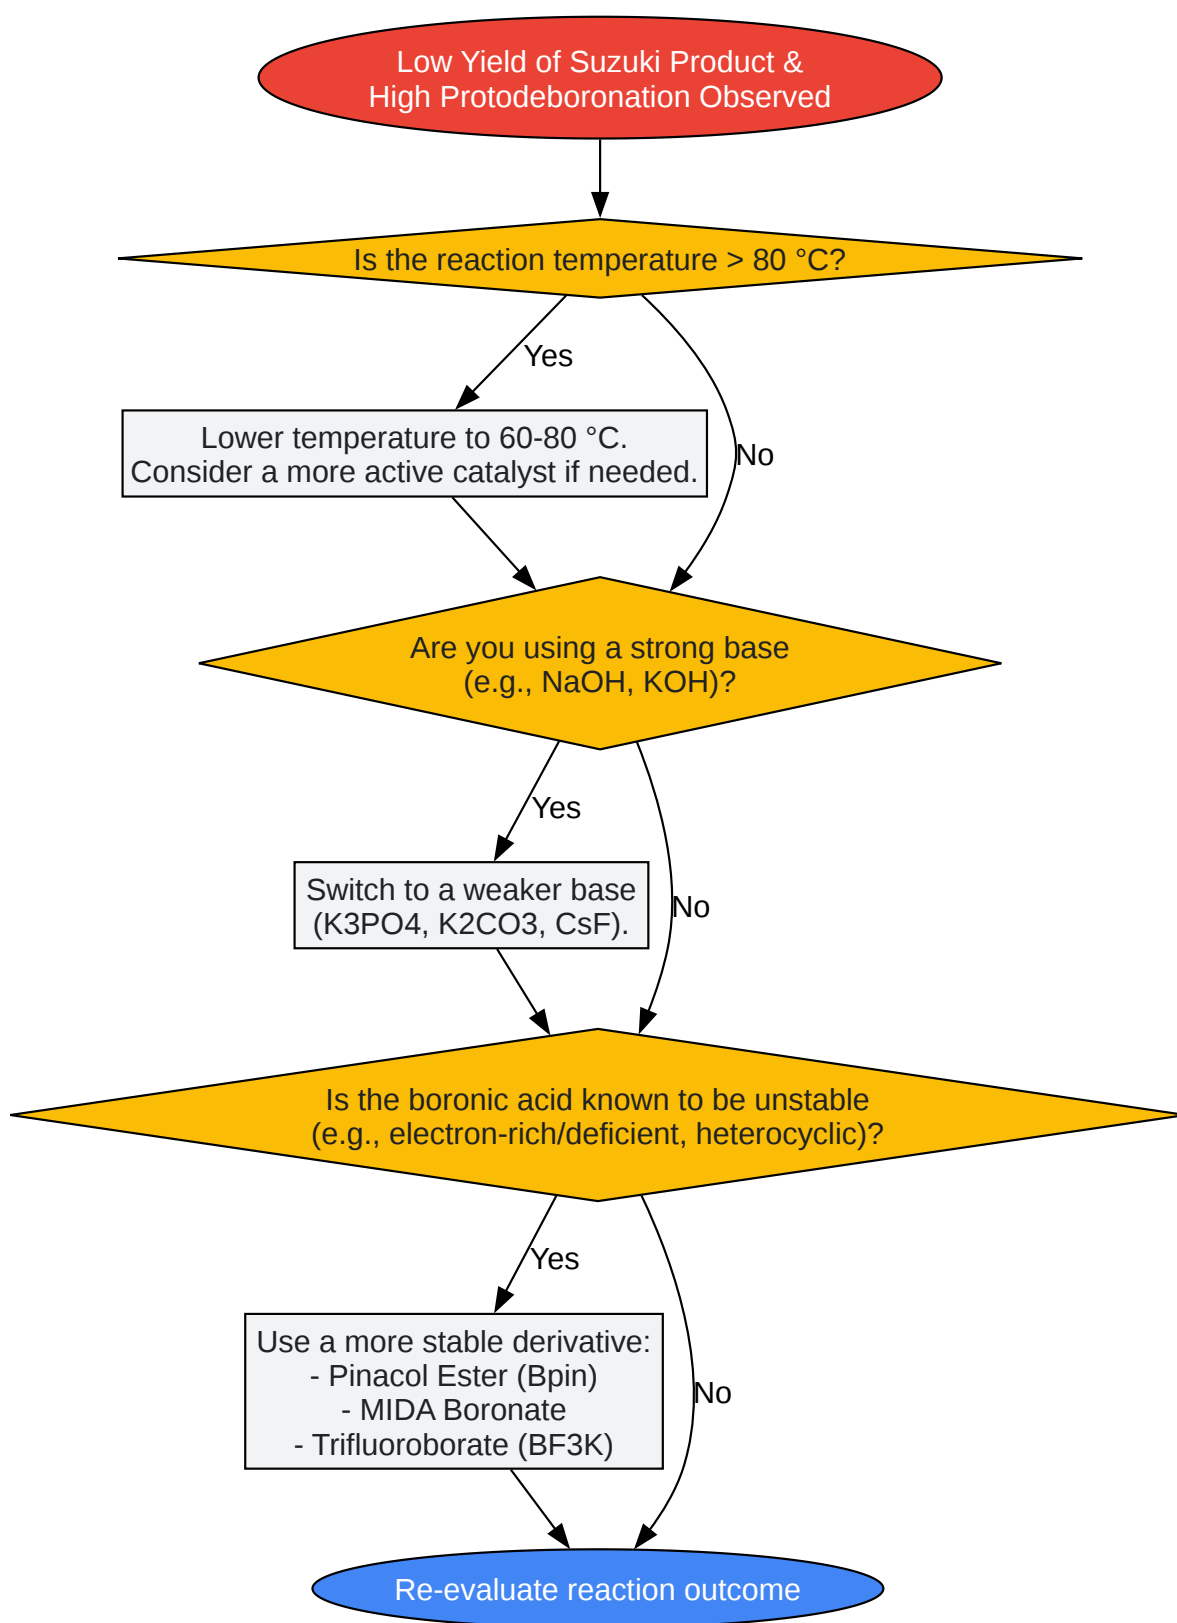 Low Yield of Suzuki Product &
High Protodeboronation Observed
Is the reaction temperature > 80 °C?
Yes
Lower temperature to 60-80 °C.
Consider a more active catalyst if needed.
No
Are you using a strong base
(e.g., NaOH, KOH)?
Yes
Switch to a weaker base
(K3PO4, K2CO3, CsF).
No
Is the boronic acid known to be unstable
(e.g., electron-rich/deficient, heterocyclic)?
Yes
Use a more stable derivative:
- Pinacol Ester (Bpin)
- MIDA Boronate
- Trifluoroborate (BF3K)
No
Re-evaluate reaction outcome